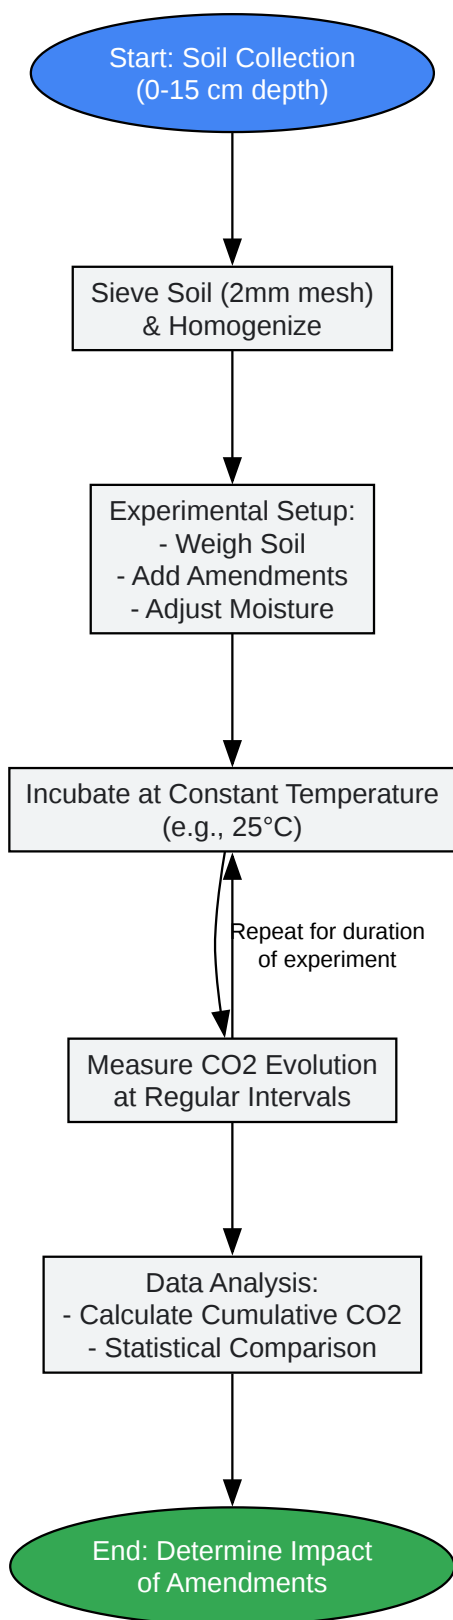 Start: Soil Collection
(0-15 cm depth)
Sieve Soil (2mm mesh)
& Homogenize
Experimental Setup:
- Weigh Soil
- Add Amendments
- Adjust Moisture
Incubate at Constant Temperature
(e.g., 25°C)
Repeat for duration
of experiment
Measure CO2 Evolution
at Regular Intervals
Data Analysis:
- Calculate Cumulative CO2
- Statistical Comparison
End: Determine Impact
of Amendments